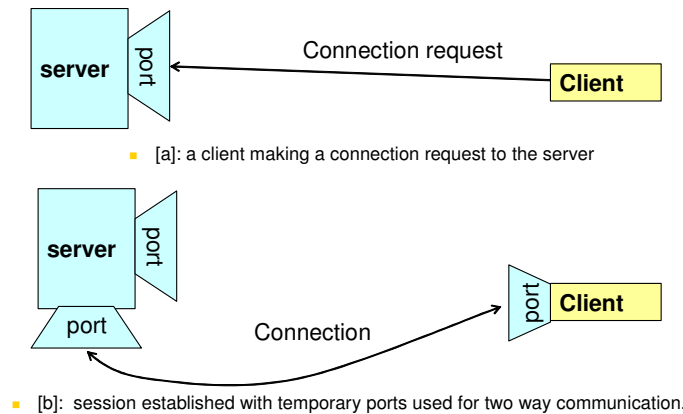 server
port
Connection request
Client
[a]: a client making a connection request to the server
server
port
port
Connection
port
Client
[b]: session established with temporary ports used for two way communication.